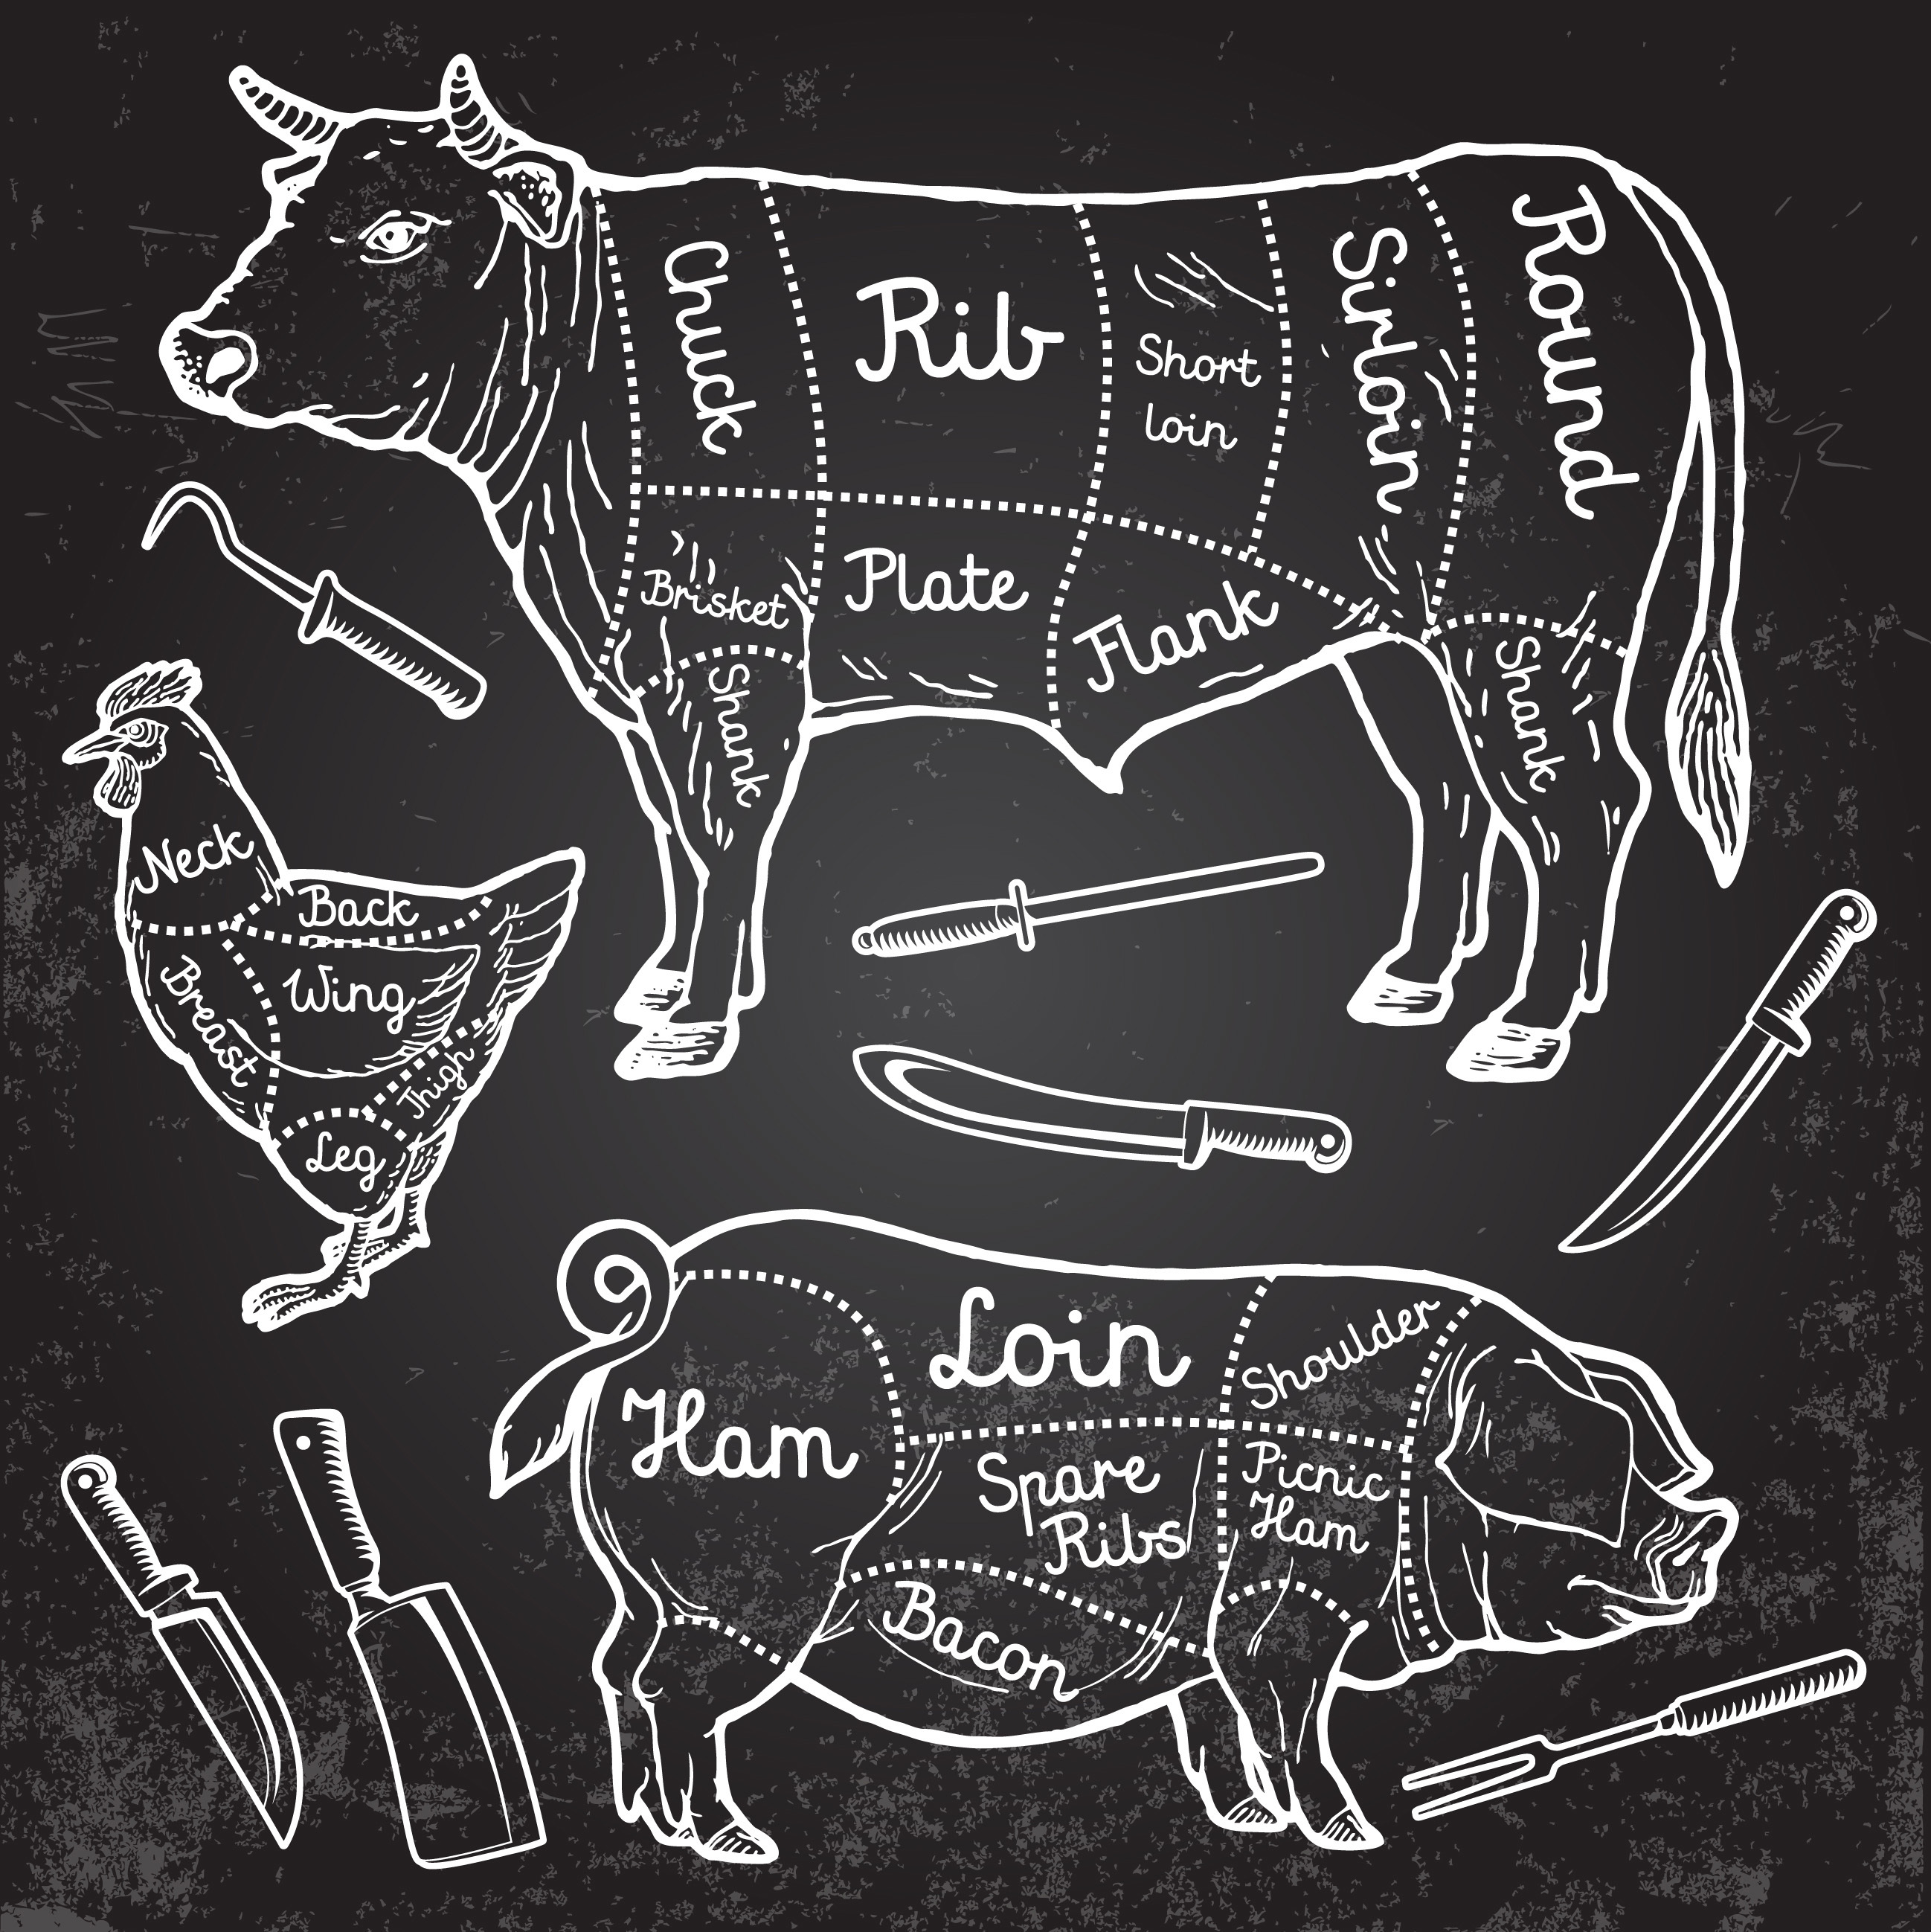 Chuck
Rib
Short
loin
Sirloin
Round
Brisket
Plate
Flank
Shank
Shank
Neck
Back
Breast
Wing
Thigh
Leg
Ham
Loin
Shoulder
Spare
Ribs
Picnic
Ham
Bacon